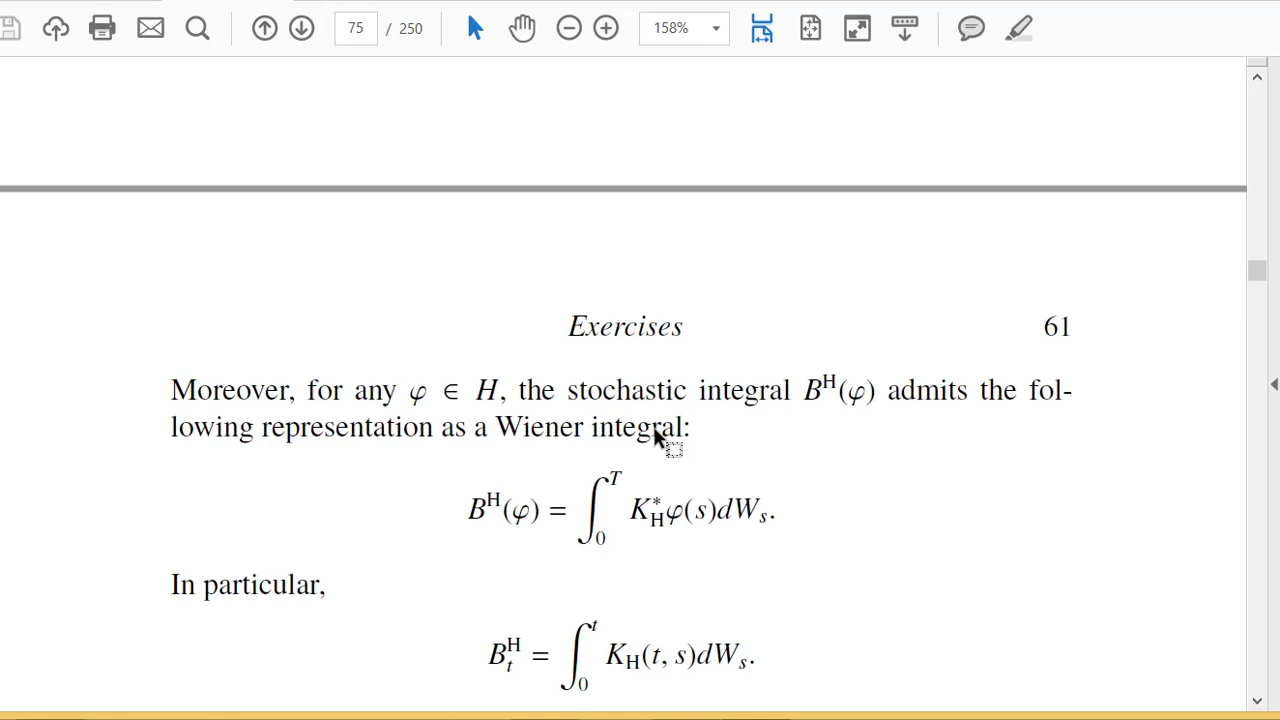 75 / 250 158%
Exercises 61
Moreover, for any φ ∈ H, the stochastic integral B^H(φ) admits the fol-
lowing representation as a Wiener integral:
B^H(φ) = ∫_0^T K_H^* φ(s)dW_s.
In particular,
B_t^H = ∫_0^t K_H(t, s)dW_s.